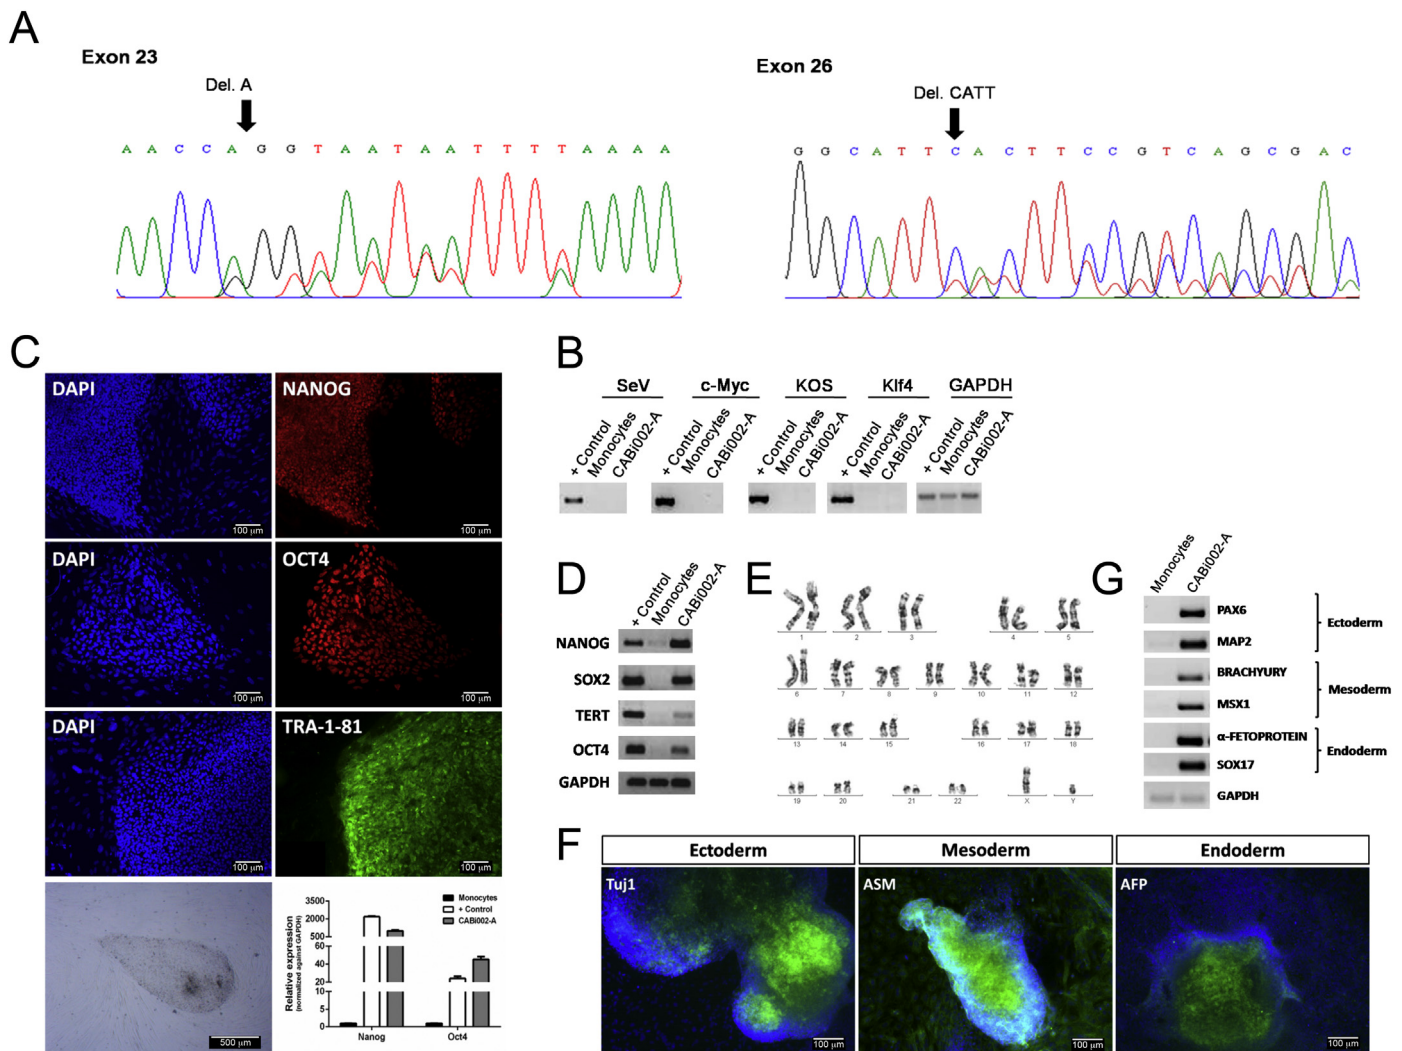 A
Exon 23
Del. A
A A C C A G G T A A T A A T T T T A A A A
Exon 26
Del. CATT
G G C A T T C A C T T C C G T C A G C G A C
C
DAPI
NANOG
100 µm
100 µm
DAPI
OCT4
100 µm
100 µm
DAPI
TRA-1-81
100 µm
100 µm
500 µm
Relative expression
(normalized against GAPDH)
3500
2000
500
60
40
20
10
5
0
Monocytes
+ Control
CABi002-A
Nanog
Oct4
B
SeV
c-Myc
KOS
Klf4
GAPDH
+ Control
Monocytes
CABi002-A
+ Control
Monocytes
CABi002-A
+ Control
Monocytes
CABi002-A
+ Control
Monocytes
CABi002-A
+ Control
Monocytes
CABi002-A
D
+ Control
Monocytes
CABi002-A
NANOG
SOX2
TERT
OCT4
GAPDH
E
1 2 3 4 5
6 7 8 9 10 11 12
13 14 15 16 17 18
19 20 21 22 X Y
G
Monocytes
CABi002-A
PAX6
MAP2
Ectoderm
BRACHYURY
MSX1
Mesoderm
α-FETOPROTEIN
SOX17
Endoderm
GAPDH
F
Ectoderm
Mesoderm
Endoderm
Tuj1
100 µm
ASM
100 µm
AFP
100 µm